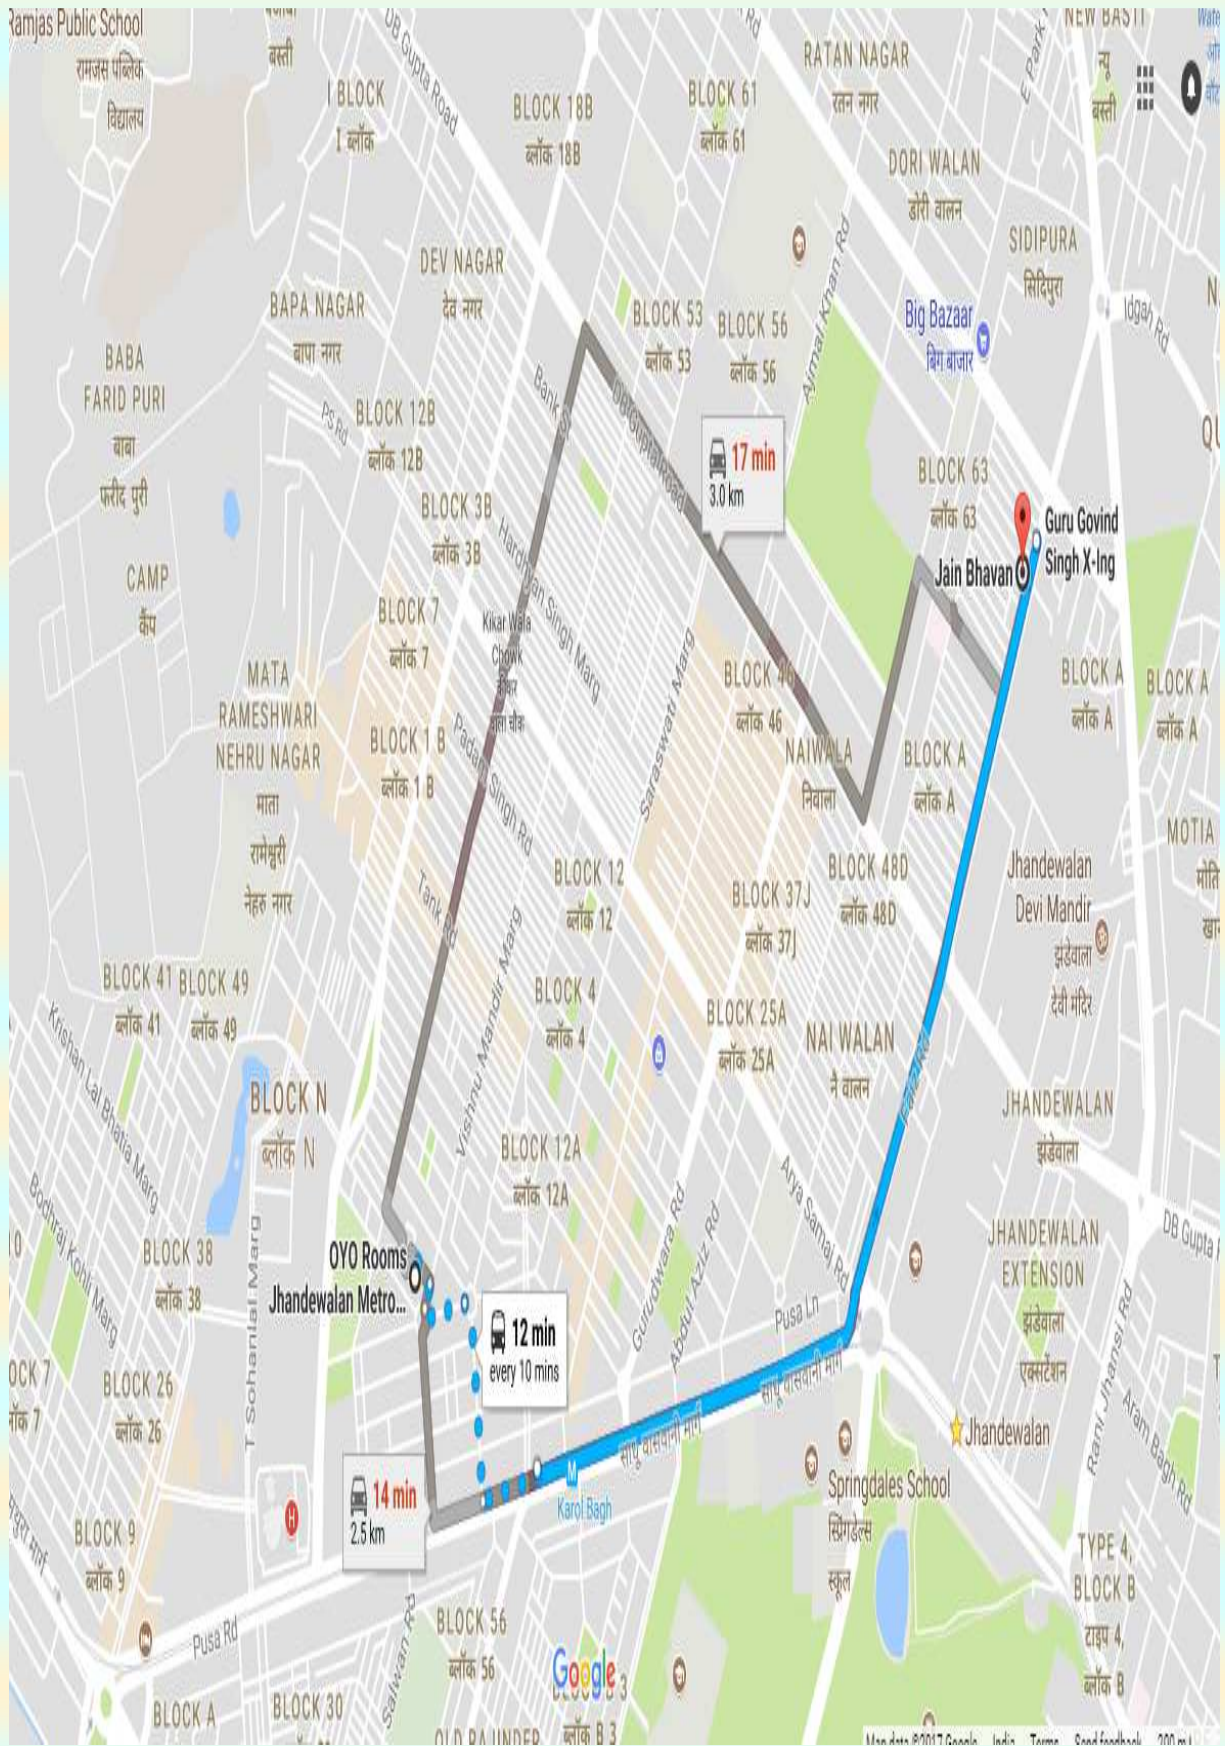 Ramjas Public School
रामजस पब्लिक
विद्यालय
बस्ती
DB Gupta Road
I BLOCK
I ब्लॉक
BLOCK 18B
ब्लॉक 18B
BLOCK 61
ब्लॉक 61
RATAN NAGAR
रतन नगर
NEW BASTI
न्यू
बस्ती
E Park
DORI WALAN
डोरी वालन
SIDIPURA
सिदिपुरा
Idgah Rd
DEV NAGAR
देव नगर
BAPA NAGAR
बापा नगर
BABA
FARID PURI
बाबा
फरीद पुरी
BLOCK 53
ब्लॉक 53
BLOCK 56
ब्लॉक 56
Ajmal Khan Rd
Big Bazaar
बिग बाजार
PS Rd
BLOCK 12B
ब्लॉक 12B
Bank St
DB Gupta Road
17 min
3.0 km
BLOCK 63
ब्लॉक 63
BLOCK 3B
ब्लॉक 3B
Hardhyan Singh Marg
Guru Govind
Singh X-Ing
Jain Bhavan
CAMP
कैंप
BLOCK 7
ब्लॉक 7
Kikar Wala
Chowk
कीकर
वाला चौक
Saraswati Marg
BLOCK 46
ब्लॉक 46
BLOCK A
ब्लॉक A
BLOCK A
ब्लॉक A
MATA
RAMESHWARI
NEHRU NAGAR
माता
रामेश्वरी
नेहरु नगर
BLOCK 1 B
ब्लॉक 1 B
Padam Singh Rd
NAIWALA
निवाला
BLOCK A
ब्लॉक A
MOTIA
Tank Rd
BLOCK 12
ब्लॉक 12
BLOCK 37J
ब्लॉक 37J
BLOCK 48D
ब्लॉक 48D
Jhandewalan
Devi Mandir
झंडेवाला
देवी मंदिर
Vishnu Mandir Marg
BLOCK 41
ब्लॉक 41
BLOCK 49
ब्लॉक 49
BLOCK 4
ब्लॉक 4
BLOCK 25A
ब्लॉक 25A
NAI WALAN
नै वालन
Faiz Rd
Krishan Lal Bhatia Marg
BLOCK N
ब्लॉक N
JHANDEWALAN
झंडेवाला
BLOCK 12A
ब्लॉक 12A
Arya Samaj Rd
Gurudwara Rd
Abdul Aziz Rd
Bodhraj Kohli Marg
BLOCK 38
ब्लॉक 38
T Sohanlal Marg
OYO Rooms
Jhandewalan Metro...
JHANDEWALAN
EXTENSION
झंडेवाला
एक्सटेंशन
DB Gupta
12 min
every 10 mins
Pusa Ln
साधु वासवानी मार्ग
साधु वासवानी मार्ग
Rani Jhansi Rd
Aram Bagh Rd
BLOCK 26
ब्लॉक 26
Jhandewalan
14 min
2.5 km
Karol Bagh
Springdales School
स्प्रिंगडेल्स
स्कूल
BLOCK 9
ब्लॉक 9
TYPE 4,
BLOCK B
टाइप 4,
ब्लॉक B
Pusa Rd
Salwan Rd
BLOCK 56
ब्लॉक 56
Google
ब्लॉक B 3
BLOCK A
BLOCK 30
OLD RAJINDER
Map data ©2017 Google India Terms Send feedback 200 m